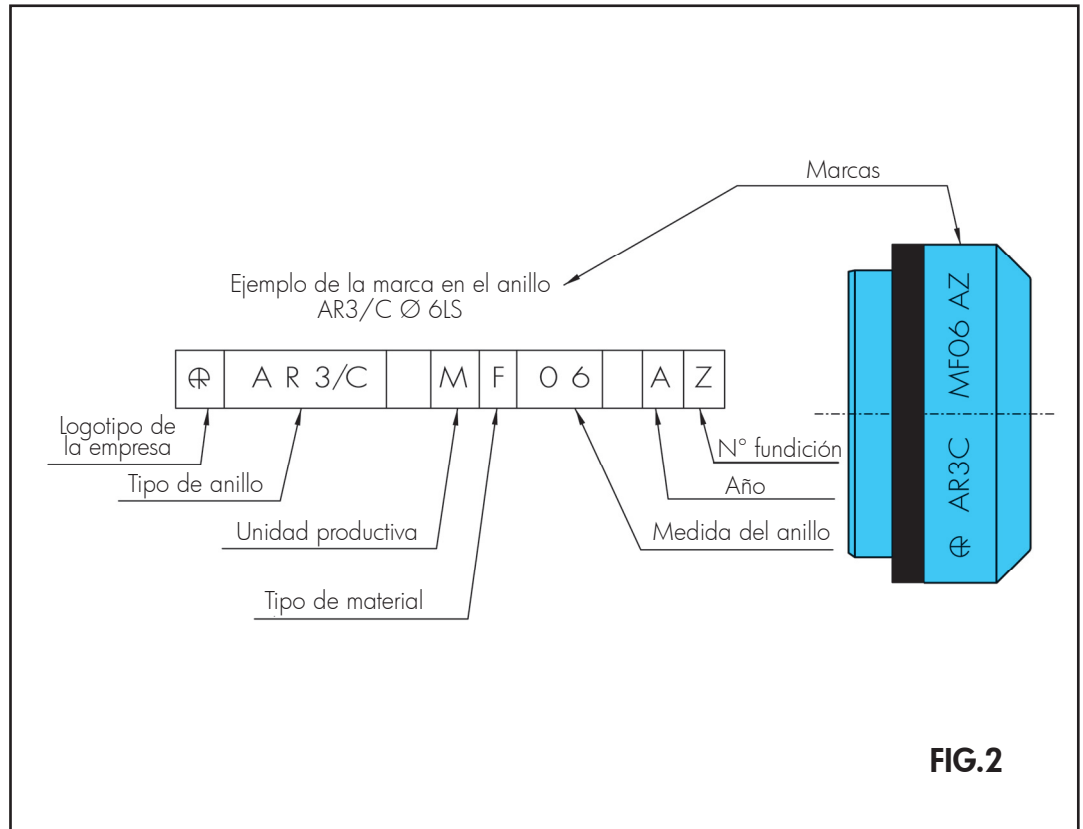 Marcas
Ejemplo de la marca en el anillo
AR3/C Ø 6LS
A R 3/C M F 0 6 A Z
Logotipo de
la empresa
Tipo de anillo
Unidad productiva
Tipo de material
N° fundición
Año
Medida del anillo
AR3C MF06 AZ
FIG.2